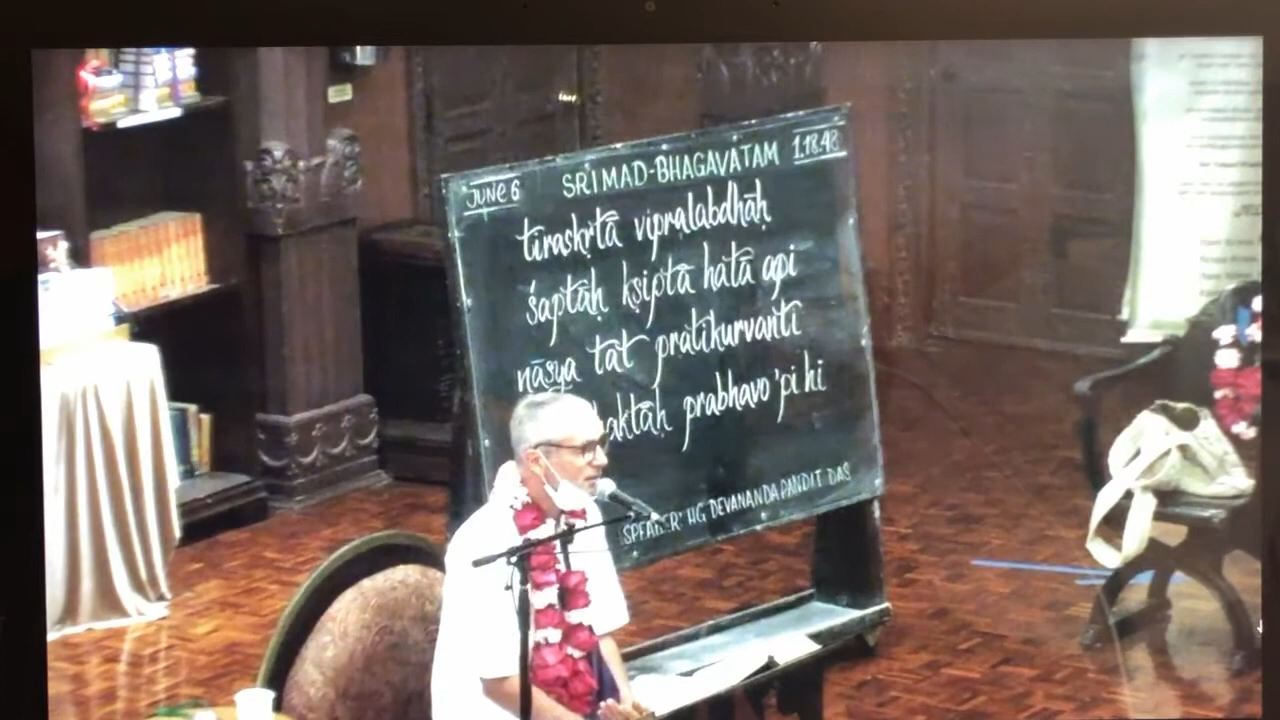 JUNE 6
SRIMAD-BHAGAVATAM
1.18.48
tiraskṛtā vipralabdhāḥ
śaptāḥ kṣiptā hatā api
nāsya tat pratikurvanti
prabhavo 'pi hi
SPEAKER: HG DEVANANDA PANDIT DAS